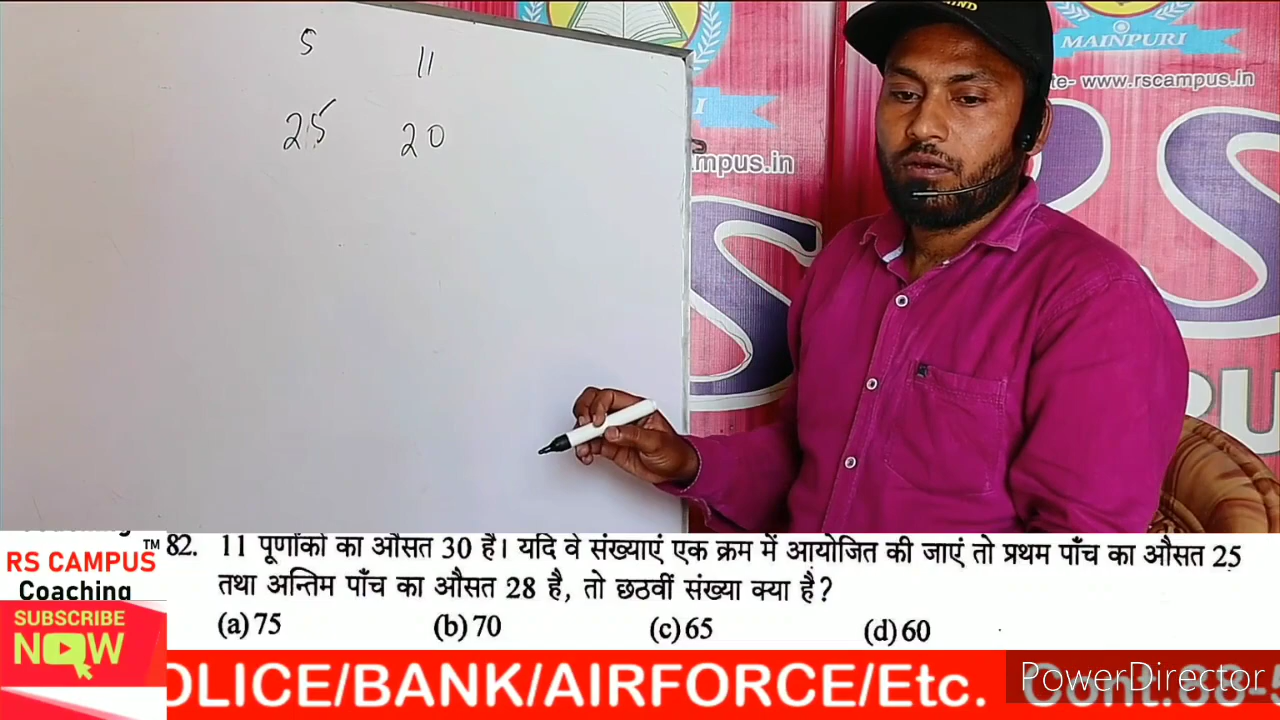 5 11
25 20
MIND
MAINPURI
www.rscampus.in
mpus.in
RS CAMPUS™
Coaching
SUBSCRIBE
NOW
82. 11 पूर्णांकों का औसत 30 है। यदि वे संख्याएं एक क्रम में आयोजित की जाएं तो प्रथम पाँच का औसत 25
तथा अन्तिम पाँच का औसत 28 है, तो छठवीं संख्या क्या है?
(a) 75 (b) 70 (c) 65 (d) 60
OLICE/BANK/AIRFORCE/Etc.
PowerDirector